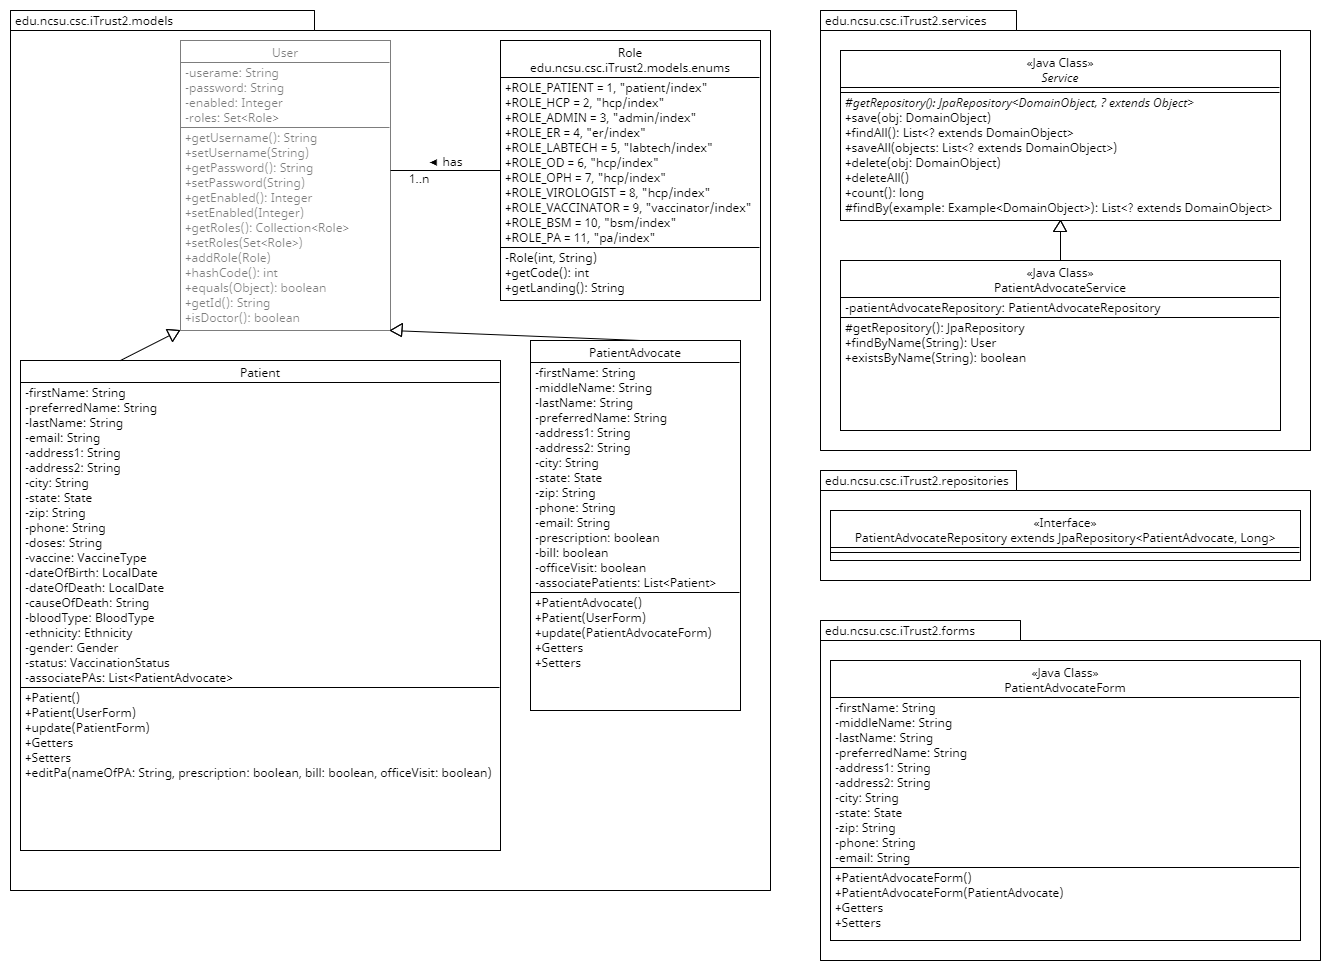 edu.ncsu.csc.iTrust2.models
User
-userame: String
-password: String
-enabled: Integer
-roles: Set<Role>
+getUsername(): String
+setUsername(String)
+getPassword(): String
+setPassword(String)
+getEnabled(): Integer
+setEnabled(Integer)
+getRoles(): Collection<Role>
+setRoles(Set<Role>)
+addRole(Role)
+hashCode(): int
+equals(Object): boolean
+getId(): String
+isDoctor(): boolean
◄ has
1..n
Role
edu.ncsu.csc.iTrust2.models.enums
+ROLE_PATIENT = 1, "patient/index"
+ROLE_HCP = 2, "hcp/index"
+ROLE_ADMIN = 3, "admin/index"
+ROLE_ER = 4, "er/index"
+ROLE_LABTECH = 5, "labtech/index"
+ROLE_OD = 6, "hcp/index"
+ROLE_OPH = 7, "hcp/index"
+ROLE_VIROLOGIST = 8, "hcp/index"
+ROLE_VACCINATOR = 9, "vaccinator/index"
+ROLE_BSM = 10, "bsm/index"
+ROLE_PA = 11, "pa/index"
-Role(int, String)
+getCode(): int
+getLanding(): String
Patient
-firstName: String
-preferredName: String
-lastName: String
-email: String
-address1: String
-address2: String
-city: String
-state: State
-zip: String
-phone: String
-doses: String
-vaccine: VaccineType
-dateOfBirth: LocalDate
-dateOfDeath: LocalDate
-causeOfDeath: String
-bloodType: BloodType
-ethnicity: Ethnicity
-gender: Gender
-status: VaccinationStatus
-associatePAs: List<PatientAdvocate>
+Patient()
+Patient(UserForm)
+update(PatientForm)
+Getters
+Setters
+editPa(nameOfPA: String, prescription: boolean, bill: boolean, officeVisit: boolean)
PatientAdvocate
-firstName: String
-middleName: String
-lastName: String
-preferredName: String
-address1: String
-address2: String
-city: String
-state: State
-zip: String
-phone: String
-email: String
-prescription: boolean
-bill: boolean
-officeVisit: boolean
-associatePatients: List<Patient>
+PatientAdvocate()
+Patient(UserForm)
+update(PatientAdvocateForm)
+Getters
+Setters
edu.ncsu.csc.iTrust2.services
«Java Class»
Service
#getRepository(): JpaRepository<DomainObject, ? extends Object>
+save(obj: DomainObject)
+findAll(): List<? extends DomainObject>
+saveAll(objects: List<? extends DomainObject>)
+delete(obj: DomainObject)
+deleteAll()
+count(): long
#findBy(example: Example<DomainObject>): List<? extends DomainObject>
«Java Class»
PatientAdvocateService
-patientAdvocateRepository: PatientAdvocateRepository
#getRepository(): JpaRepository
+findByName(String): User
+existsByName(String): boolean
edu.ncsu.csc.iTrust2.repositories
«Interface»
PatientAdvocateRepository extends JpaRepository<PatientAdvocate, Long>
edu.ncsu.csc.iTrust2.forms
«Java Class»
PatientAdvocateForm
-firstName: String
-middleName: String
-lastName: String
-preferredName: String
-address1: String
-address2: String
-city: String
-state: State
-zip: String
-phone: String
-email: String
+PatientAdvocateForm()
+PatientAdvocateForm(PatientAdvocate)
+Getters
+Setters